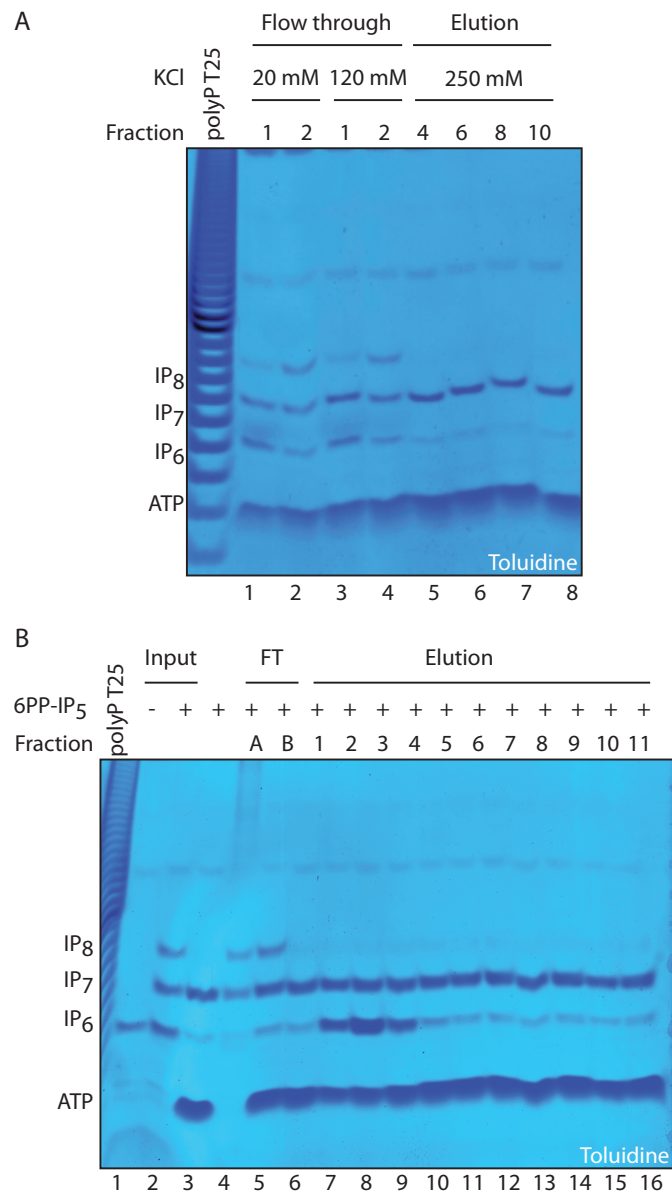 A
Flow through Elution
KCl polyP T25 20 mM 120 mM 250 mM
Fraction 1 2 1 2 4 6 8 10
IP8
IP7
IP6
ATP
Toluidine
1 2 3 4 5 6 7 8
B
polyP T25 Input FT Elution
6PP-IP5 - + + + + + + + + + + + + + + +
Fraction A B 1 2 3 4 5 6 7 8 9 10 11
IP8
IP7
IP6
ATP
Toluidine
1 2 3 4 5 6 7 8 9 10 11 12 13 14 15 16